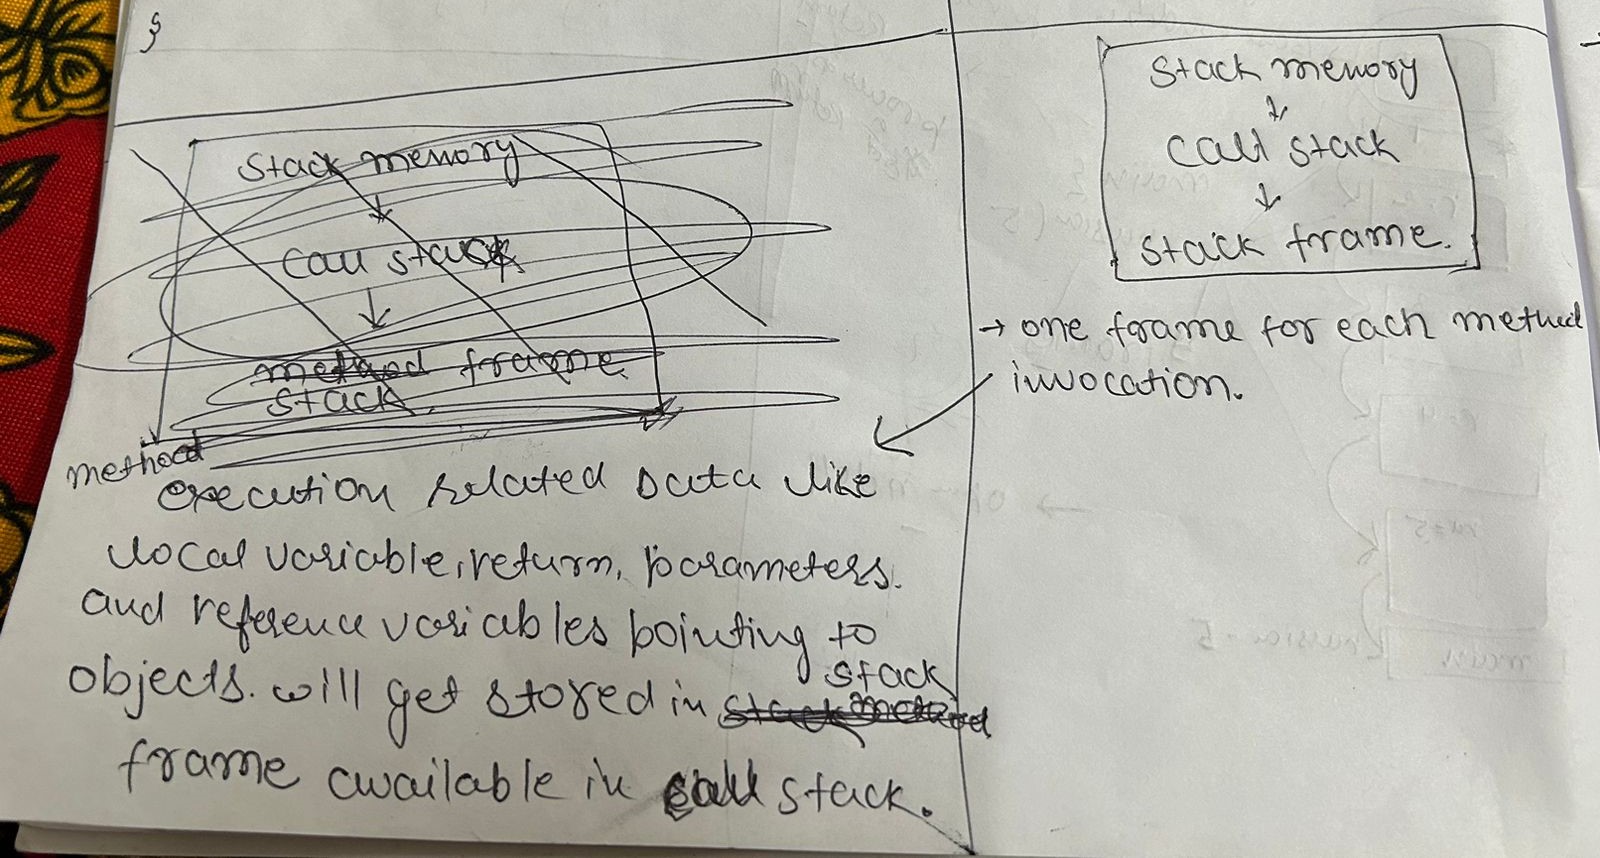 }
stack memory
↓
call stack
↓
method frame
stack
method
execution related data like
local variable, return, parameters.
and reference variables pointing to
objects. will get stored in stack
frame available in call stack.
stack memory
↓
call stack
↓
stack frame.
→ one frame for each method
invocation.